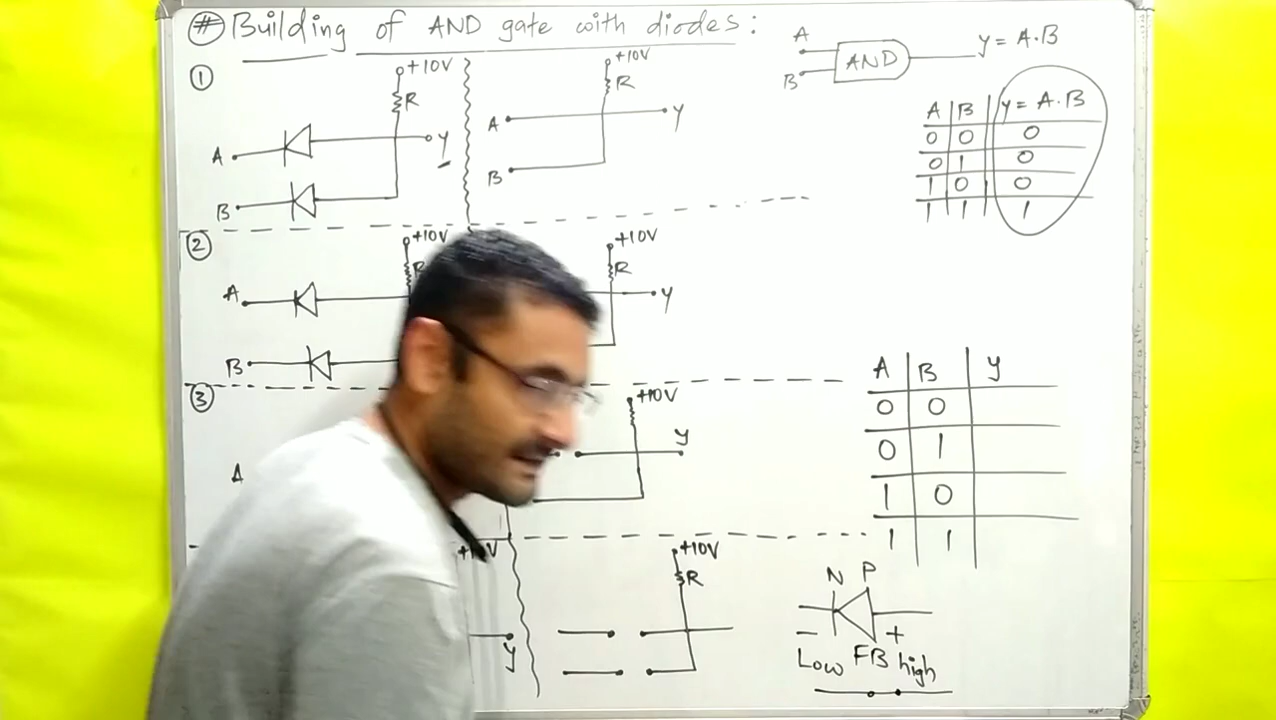 # Building of AND gate with diodes:
A B AND y = A.B
① +10V R A B y
+10V R A B y
A B y = A.B
0 0 0
0 1 0
1 0 0
1 1 1
② +10V R A B
+10V R y
③ A
+10V y
A B y
0 0
0 1
1 0
1 1
+10V y
+10V R
N P
− +
Low FB high